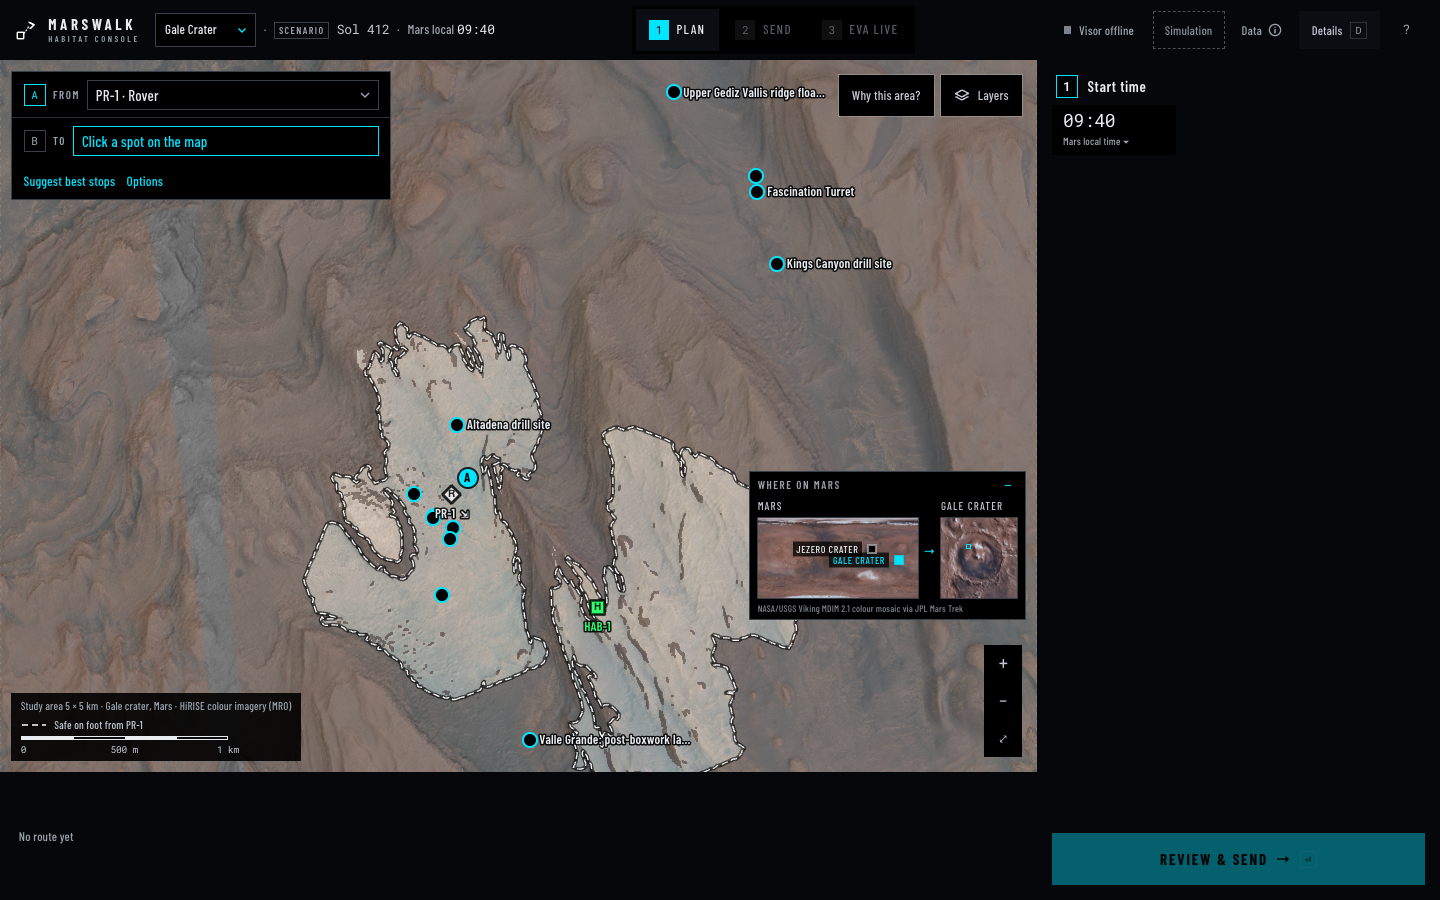 MARSWALK
HABITAT CONSOLE
Gale Crater
· SCENARIO Sol 412 · Mars local 09:40
1 PLAN
2 SEND
3 EVA LIVE
Visor offline
Simulation
Data
Details D
?
A FROM PR-1 · Rover
B TO Click a spot on the map
Suggest best stops Options
Upper Gediz Vallis ridge floa...
Why this area?
Layers
1 Start time
09:40
Mars local time
Fascination Turret
Kings Canyon drill site
Altadena drill site
A
PR-1
WHERE ON MARS –
MARS
GALE CRATER
JEZERO CRATER
GALE CRATER
→
NASA/USGS Viking MDIM 2.1 colour mosaic via JPL Mars Trek
H
HAB-1
+
−
Study area 5 × 5 km · Gale crater, Mars · HiRISE colour imagery (MRO)
Safe on foot from PR-1
0 500 m 1 km
Valle Grande: post-boxwork la...
No route yet
REVIEW & SEND →